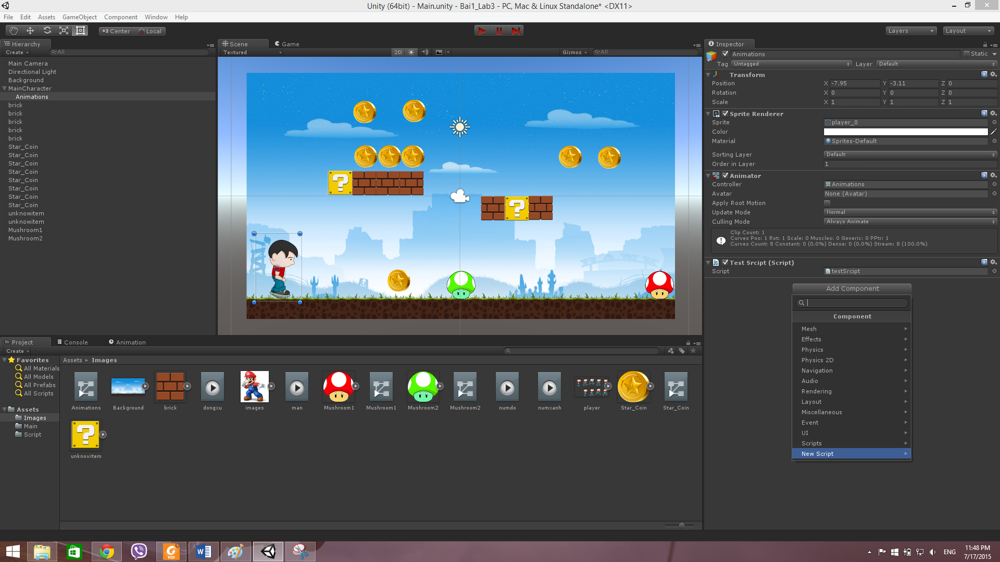 Unity (64bit) - Main.unity - Bai1_Lab3 - PC, Mac & Linux Standalone* <DX11>
File Edit Assets GameObject Component Window Help
Center Local
Layers Layout
Hierarchy
Create All
Main Camera
Directional Light
Background
MainCharacter
Animations
brick
brick
brick
brick
brick
Star_Coin
Star_Coin
Star_Coin
Star_Coin
Star_Coin
Star_Coin
Star_Coin
Star_Coin
unknowitem
unknowitem
Mushroom1
Mushroom2
Scene Game
Textured 2D Gizmos All
Inspector
Animations Static
Tag Untagged Layer Default
Transform
Position X -7.95 Y -3.11 Z 0
Rotation X 0 Y 0 Z 0
Scale X 1 Y 1 Z 1
Sprite Renderer
Sprite player_0
Color
Material Sprites-Default
Sorting Layer Default
Order in Layer 1
Animator
Controller Animations
Avatar None (Avatar)
Apply Root Motion
Update Mode Normal
Culling Mode Always Animate
Clip Count: 1
Curves Pos: 1 Rot: 1 Scale: 0 Muscles: 0 Generic: 0 PPtr: 1
Curves Count: 8 Constant: 0 (0.0%) Dense: 0 (0.0%) Stream: 8 (100.0%)
Test Srcipt (Script)
Script testSrcipt
Add Component
Component
Mesh
Effects
Physics
Physics 2D
Navigation
Audio
Rendering
Layout
Miscellaneous
Event
UI
Scripts
New Script
Project Console Animation
Create
Favorites
All Materials
All Models
All Prefabs
All Scripts
Assets
Images
Main
Script
Assets Images
Animations Background brick dongxu images man Mushroom1 Mushroom1 Mushroom2 Mushroom2 numdo numxanh player Star_Coin Star_Coin
unknowitem
PDF
ENG
11:48 PM
7/17/2015